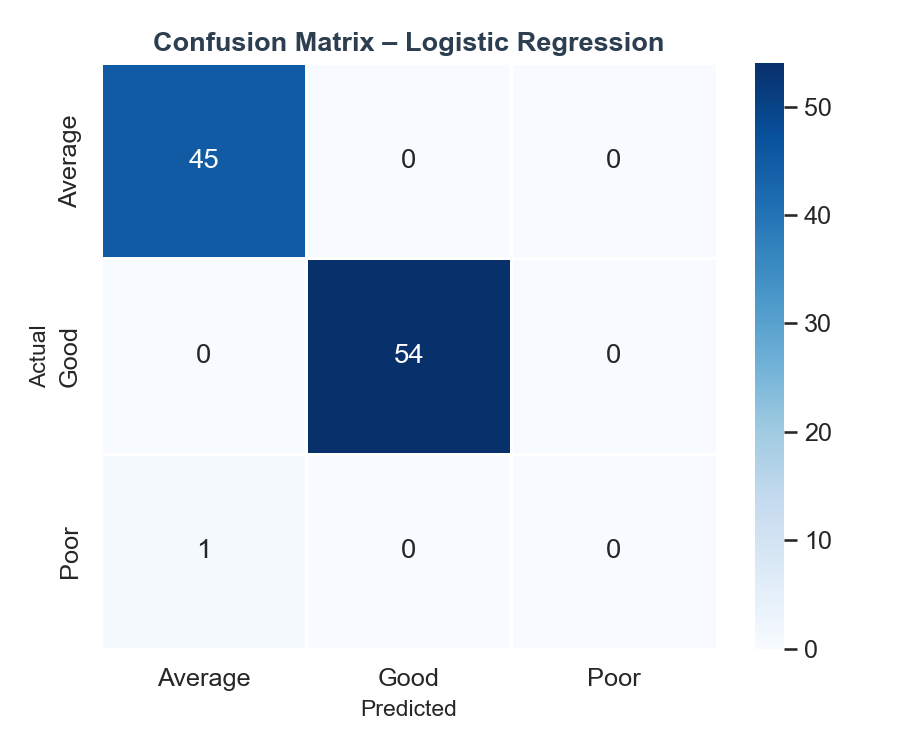 Confusion Matrix – Logistic Regression
Actual
Average
45 0 0
Good
0 54 0
Poor
1 0 0
Average Good Poor
Predicted
50
40
30
20
10
0